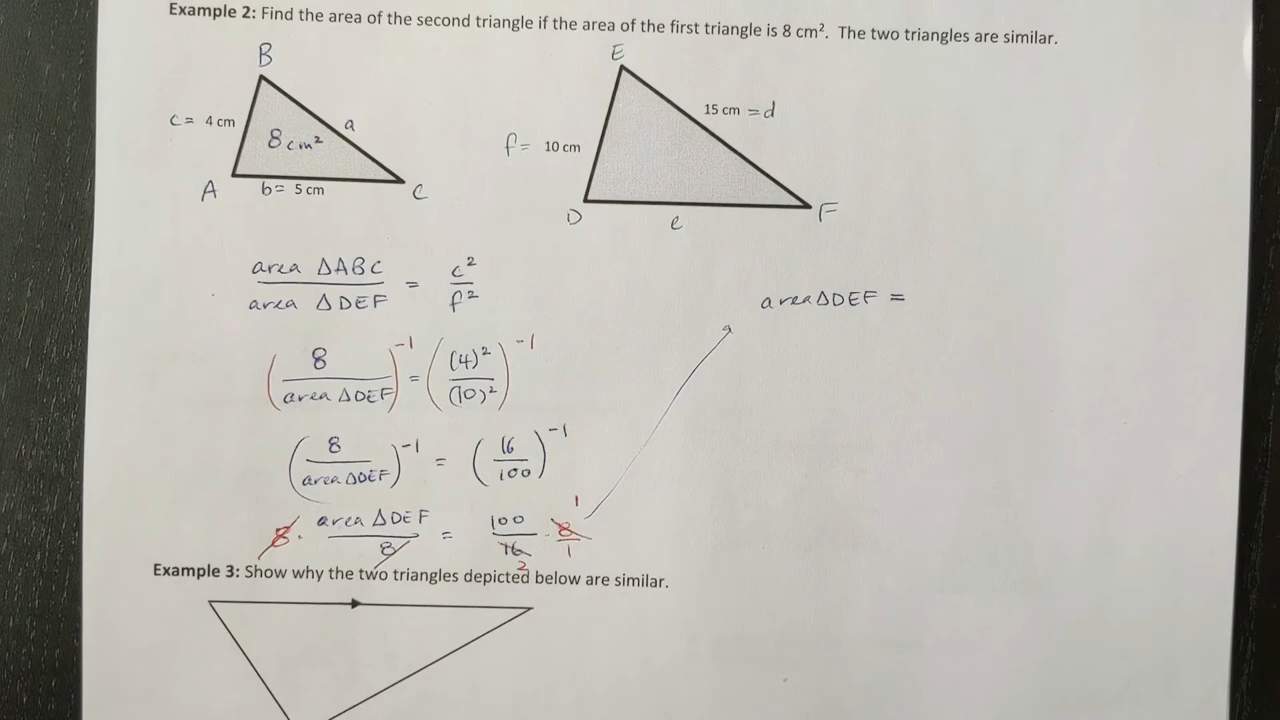 Example 2: Find the area of the second triangle if the area of the first triangle is 8 cm². The two triangles are similar.
B
E
c = 4 cm
a
8 cm²
A
b = 5 cm
C
15 cm = d
f = 10 cm
D
e
F
area ΔABC / area ΔDEF = c² / f²
area ΔDEF =
(8 / area ΔDEF)⁻¹ = ((4)² / (10)²)⁻¹
(8 / area ΔDEF)⁻¹ = (16 / 100)⁻¹
8 · area ΔDEF / 8 = 100 / 16 · 8 / 1
1
2
Example 3: Show why the two triangles depicted below are similar.